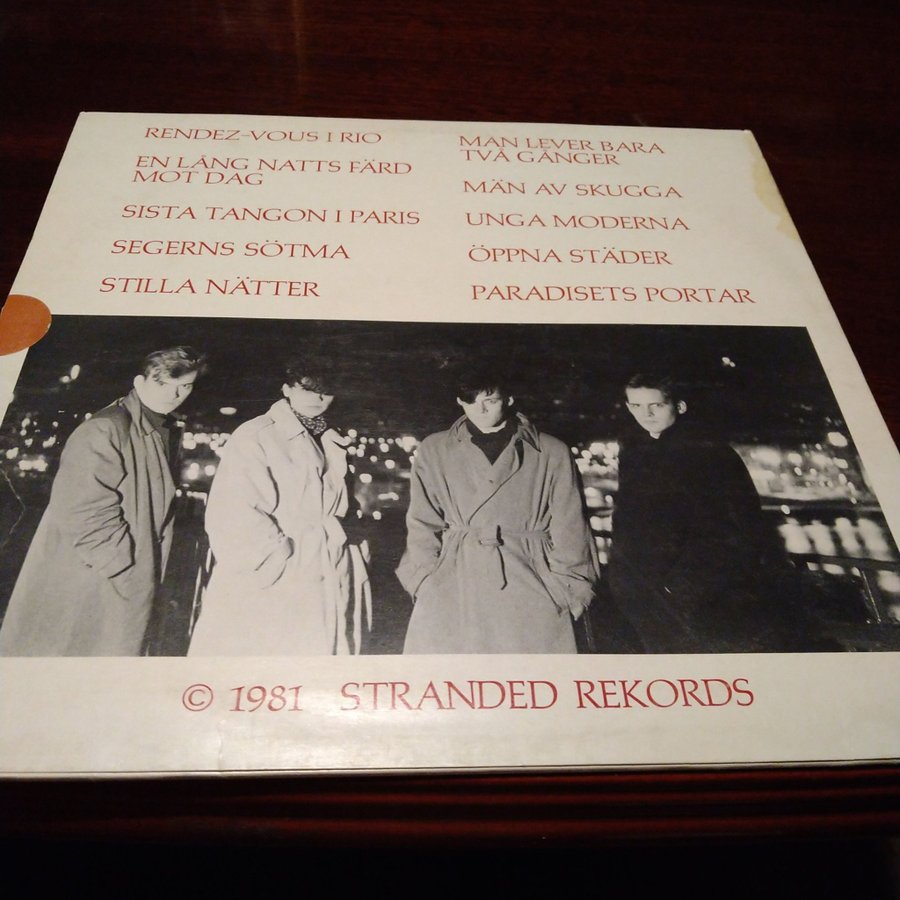 RENDEZ-VOUS I RIO
EN LÅNG NATTS FÄRD
MOT DAG
SISTA TANGON I PARIS
SEGERNS SÖTMA
STILLA NÄTTER
MAN LEVER BARA
TVÅ GÅNGER
MÄN AV SKUGGA
UNGA MODERNA
ÖPPNA STÄDER
PARADISETS PORTAR
© 1981 STRANDED REKORDS